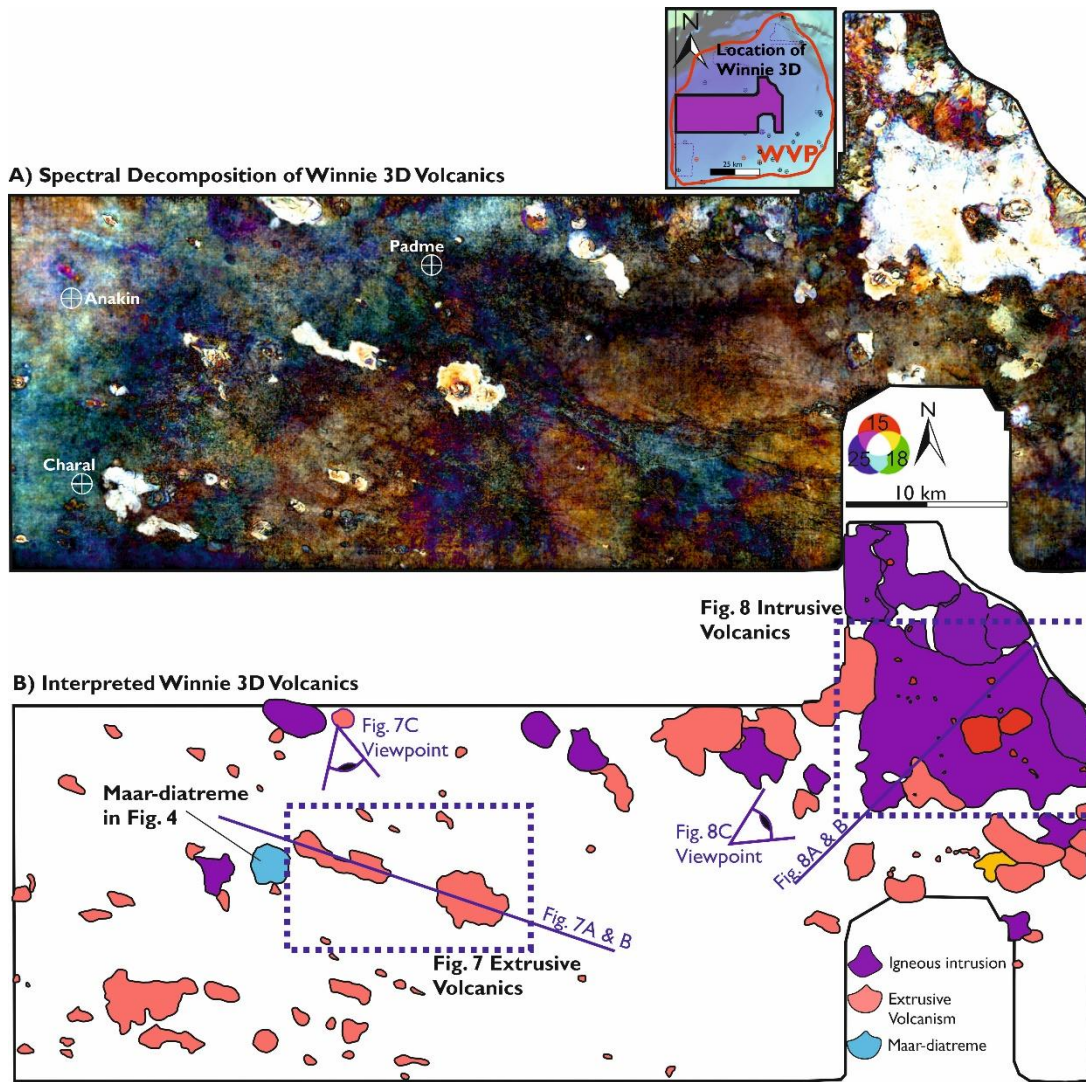 N
Location of
Winnie 3D
WVP
25 km
A) Spectral Decomposition of Winnie 3D Volcanics
Padme
Anakin
Charal
15
25
18
N
10 km
Fig. 8 Intrusive
Volcanics
B) Interpreted Winnie 3D Volcanics
Fig. 7C
Viewpoint
Maar-diatreme
in Fig. 4
Fig. 8C
Viewpoint
Fig. 8A & B
Fig. 7A & B
Fig. 7 Extrusive
Volcanics
Igneous intrusion
Extrusive
Volcanism
Maar-diatreme